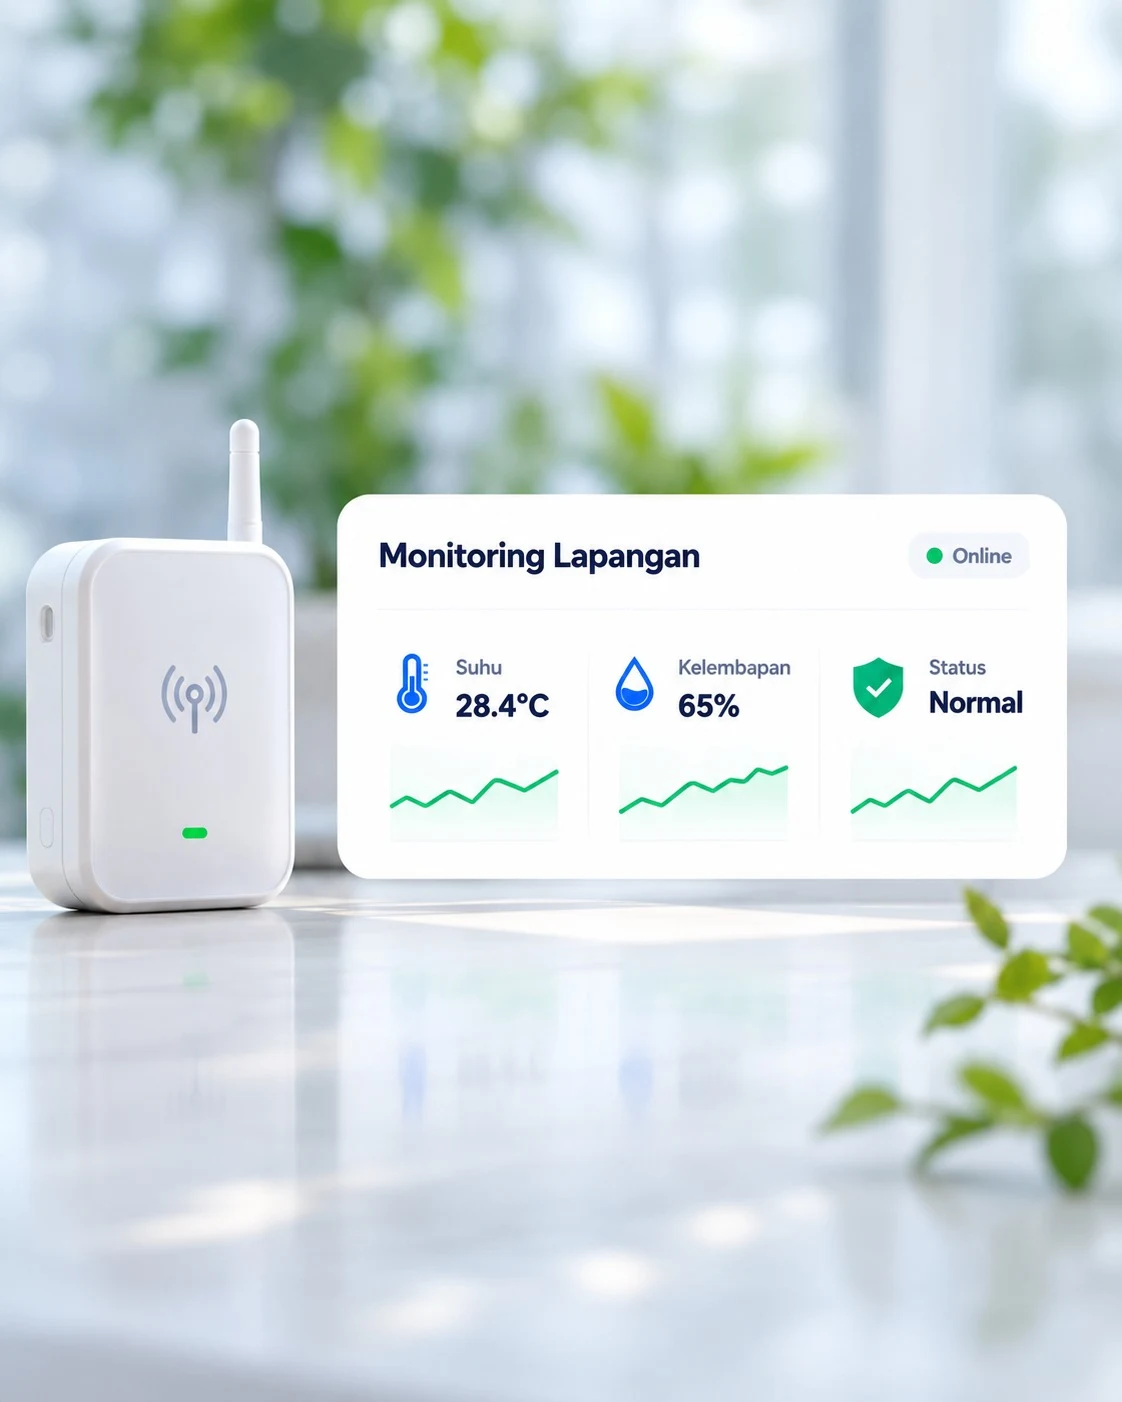 Monitoring Lapangan
Online
Suhu
28.4°C
Kelembapan
65%
Status
Normal